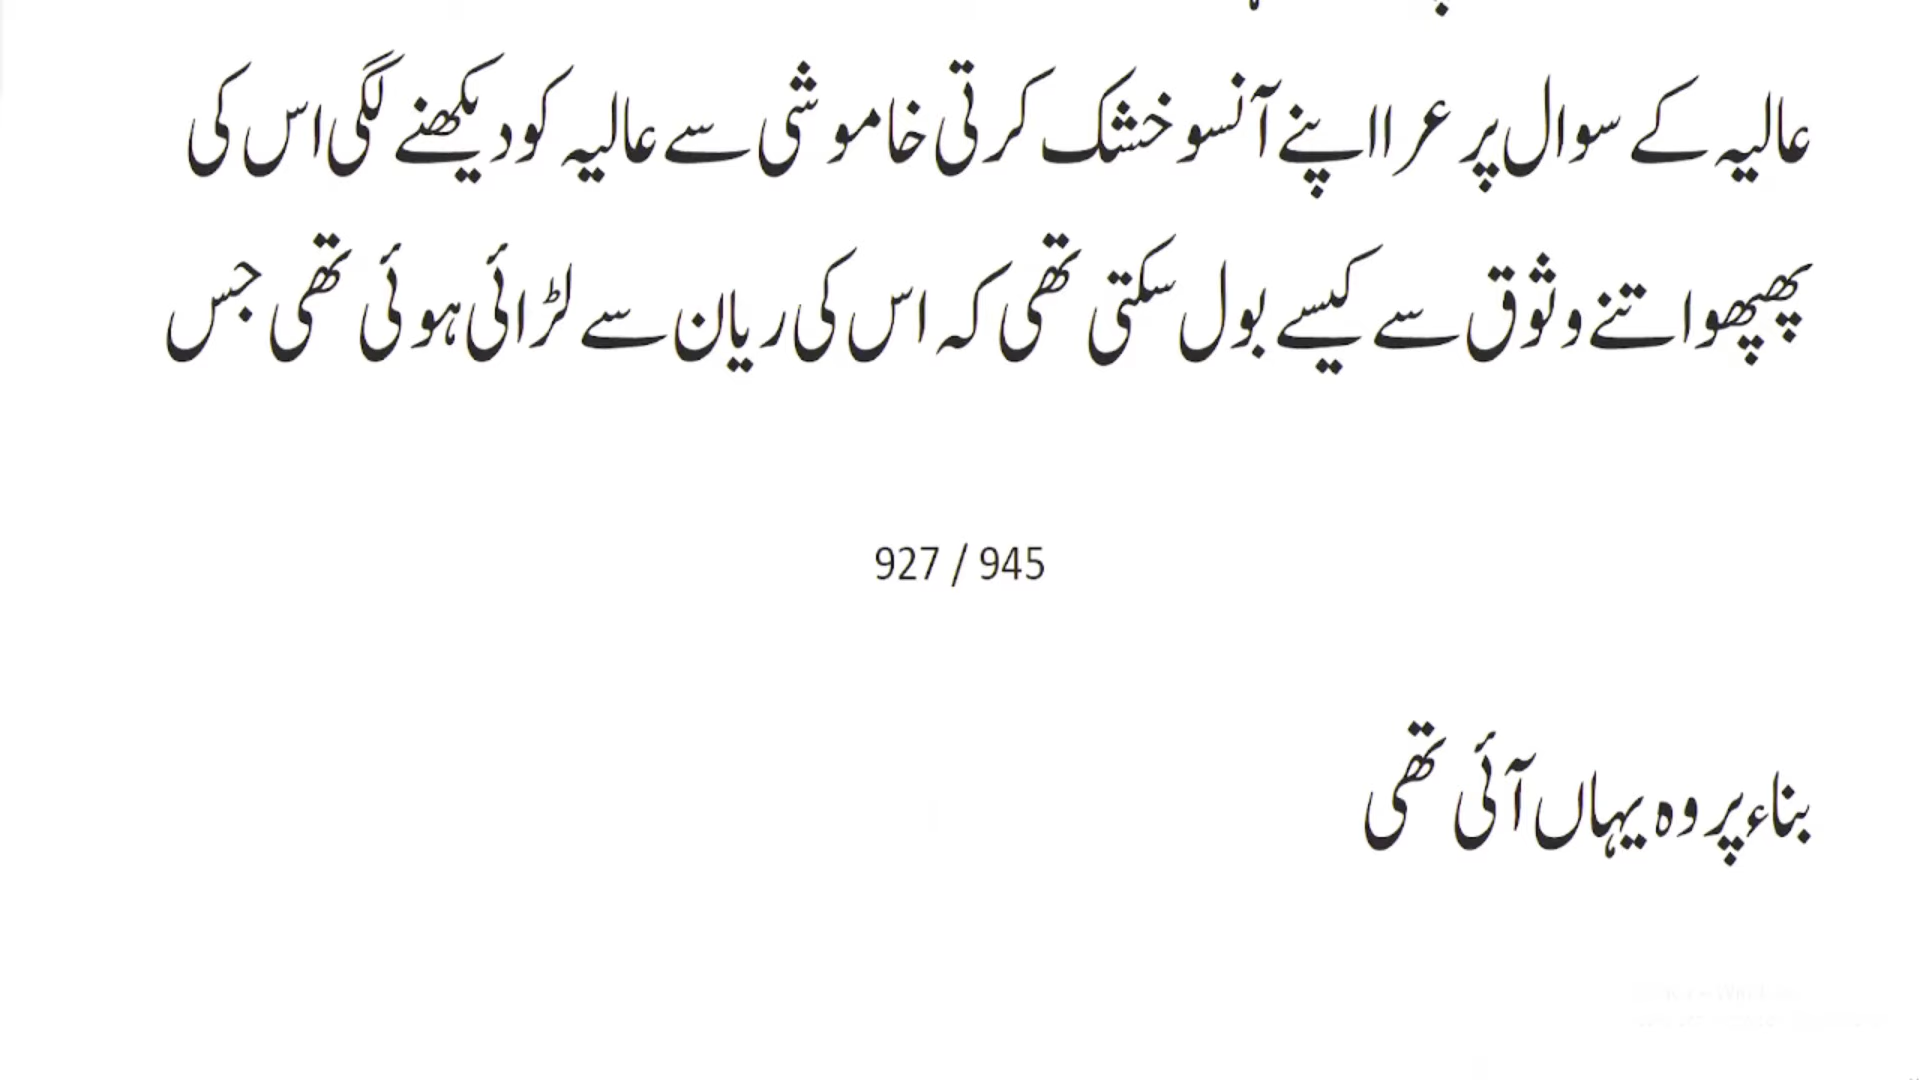 عالیہ کے سوال پر عرا اپنے آنسو خشک کرتی خاموشی سے عالیہ کو دیکھنے لگی اس کی
پھپھو اتنے وثوق سے کیسے بول سکتی تھی کہ اس کی ریان سے لڑائی ہوئی تھی جس
927 / 945
بناء پر وہ یہاں آئی تھی